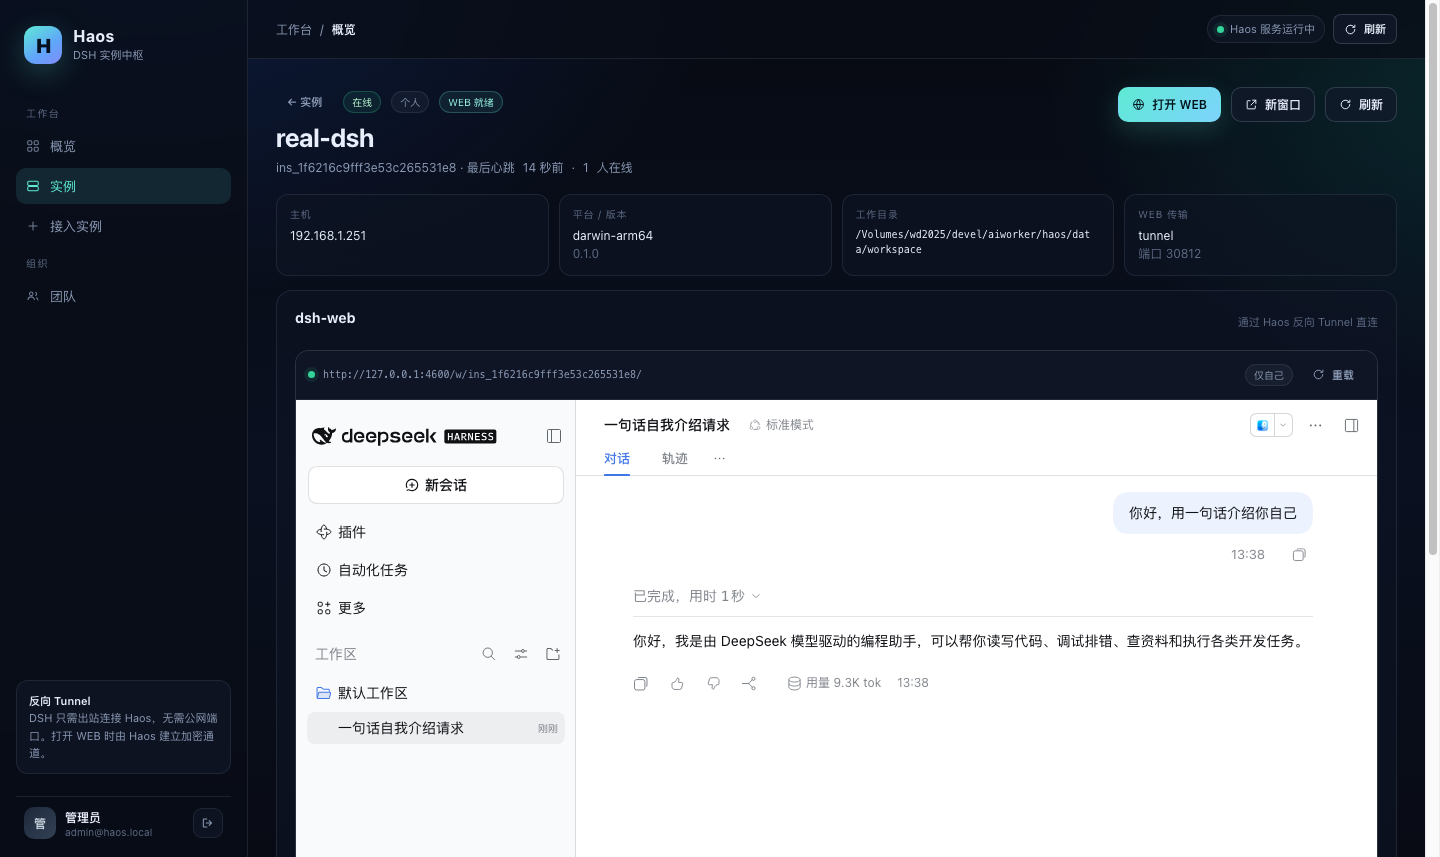 H
Haos
DSH 实例中枢
工作台
概览
实例
接入实例
组织
团队
反向 Tunnel
DSH 只需出站连接 Haos，无需公网端
口。打开 WEB 时由 Haos 建立加密通
道。
管
管理员
admin@haos.local
工作台 / 概览
Haos 服务运行中
刷新
← 实例
在线
个人
WEB 就绪
打开 WEB
新窗口
刷新
real-dsh
ins_1f6216c9fff3e53c265531e8 · 最后心跳 14 秒前 · 1 人在线
主机
192.168.1.251
平台 / 版本
darwin-arm64
0.1.0
工作目录
/Volumes/wd2025/devel/aiworker/haos/dat
a/workspace
WEB 传输
tunnel
端口 30812
dsh-web
通过 Haos 反向 Tunnel 直连
http://127.0.0.1:4600/w/ins_1f6216c9fff3e53c265531e8/
仅自己
重载
deepseek HARNESS
新会话
插件
自动化任务
更多
工作区
默认工作区
一句话自我介绍请求
刚刚
一句话自我介绍请求
标准模式
对话
轨迹
你好，用一句话介绍你自己
13:38
已完成，用时 1 秒
你好，我是由 DeepSeek 模型驱动的编程助手，可以帮你读写代码、调试排错、查资料和执行各类开发任务。
用量 9.3K tok
13:38